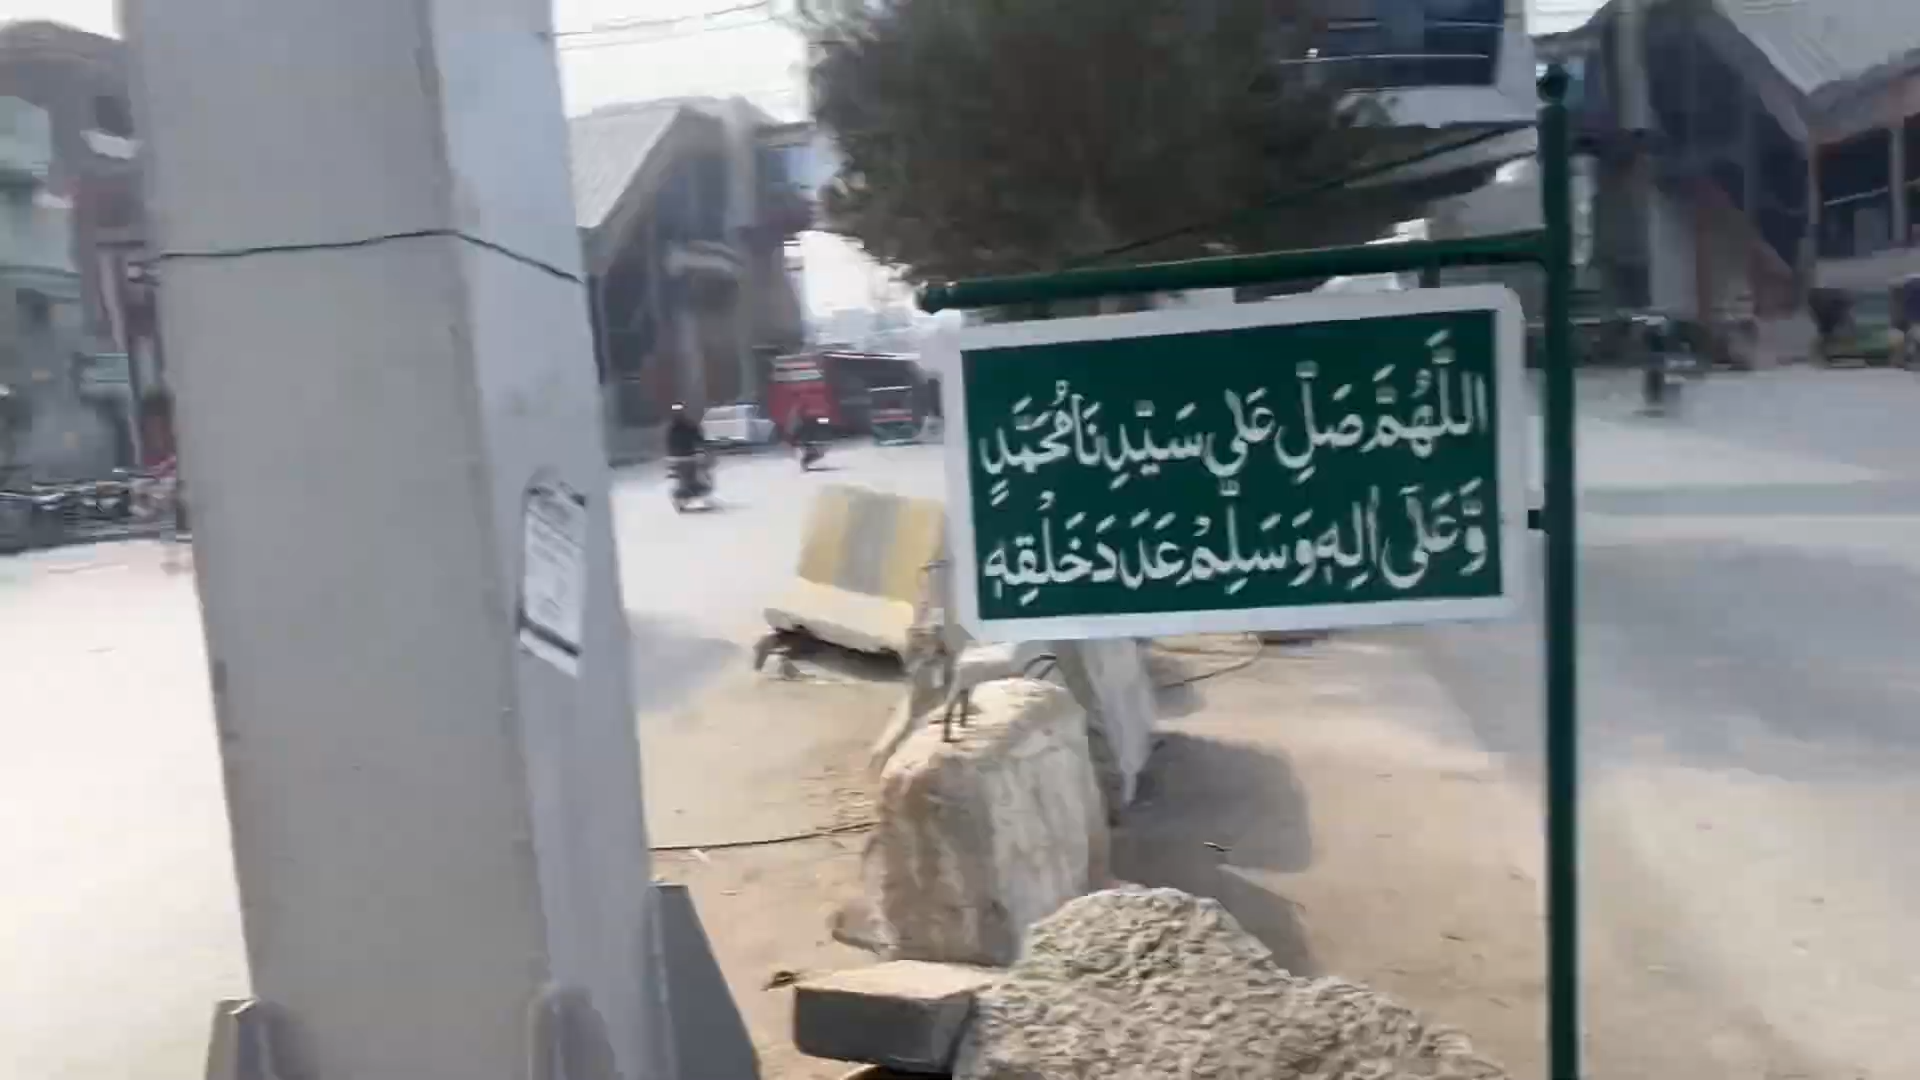 اللَّهُمَّ صَلِّ عَلٰى سَيِّدِنَا مُحَمَّدٍ
وَّعَلٰٓى اٰلِهٖ وَسَلِّمْ عَدَدَ خَلْقِهٖ